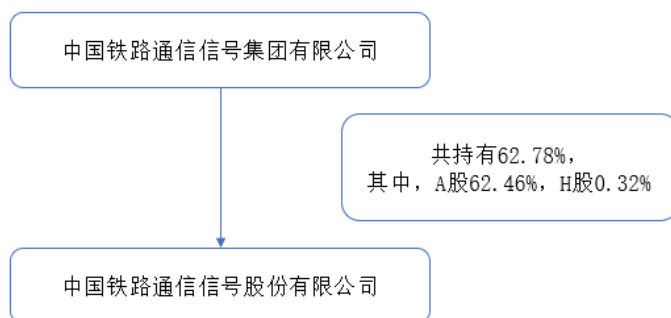 中国铁路通信信号集团有限公司
共持有62.78%，
其中，A股62.46%，H股0.32%
中国铁路通信信号股份有限公司